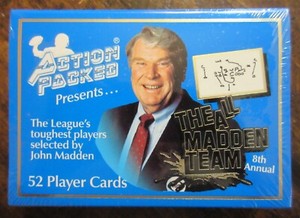 ACTION
PACKED®
Presents...
The League's
toughest players
selected by
John Madden
52 Player Cards
THE ALL
MADDEN
TEAM
8th
Annual